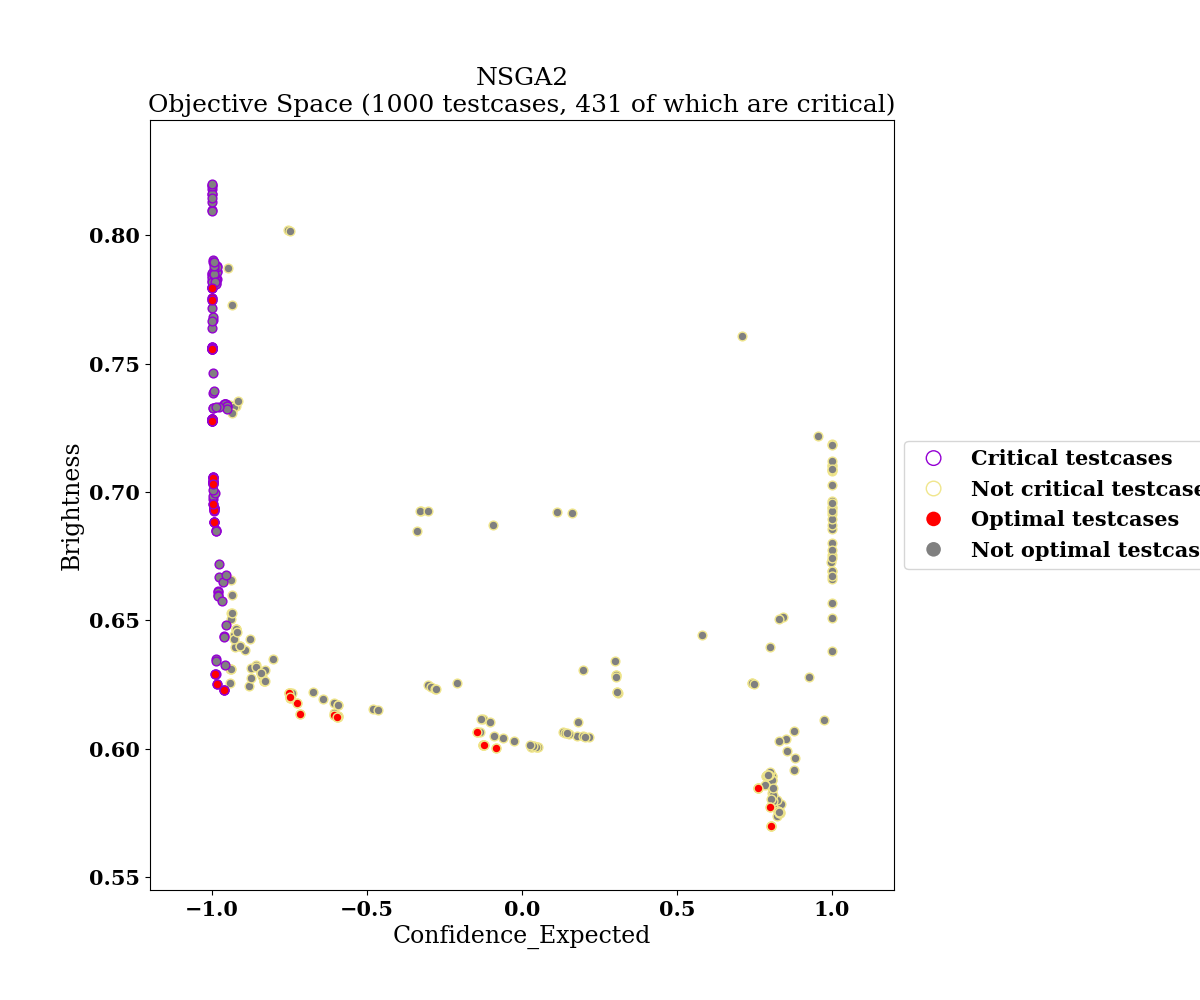 NSGA2
Objective Space (1000 testcases, 431 of which are critical)
0.80
0.75
0.70
0.65
0.60
0.55
Brightness
−1.0
−0.5
0.0
0.5
1.0
Confidence_Expected
Critical testcases
Not critical testcase
Optimal testcases
Not optimal testcas